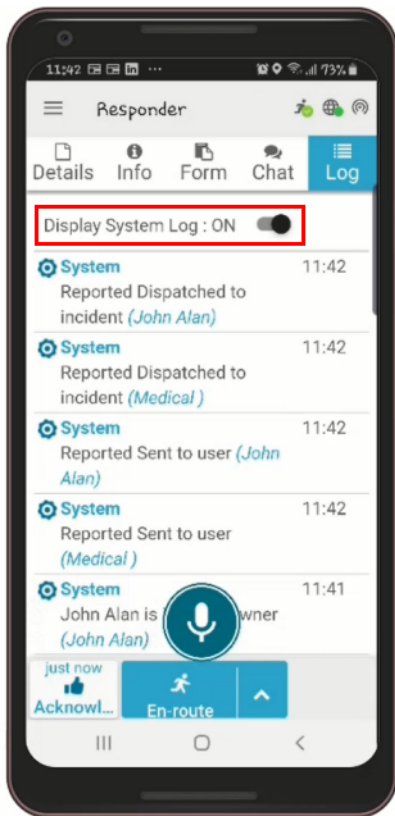 11:42 in ... 73%
Responder
Details Info Form Chat Log
Display System Log : ON
System 11:42
Reported Dispatched to
incident (John Alan)
System 11:42
Reported Dispatched to
incident (Medical )
System 11:42
Reported Sent to user (John
Alan)
System 11:42
Reported Sent to user
(Medical )
System 11:41
John Alan is
(John Alan)
just now
Acknowl... En-route